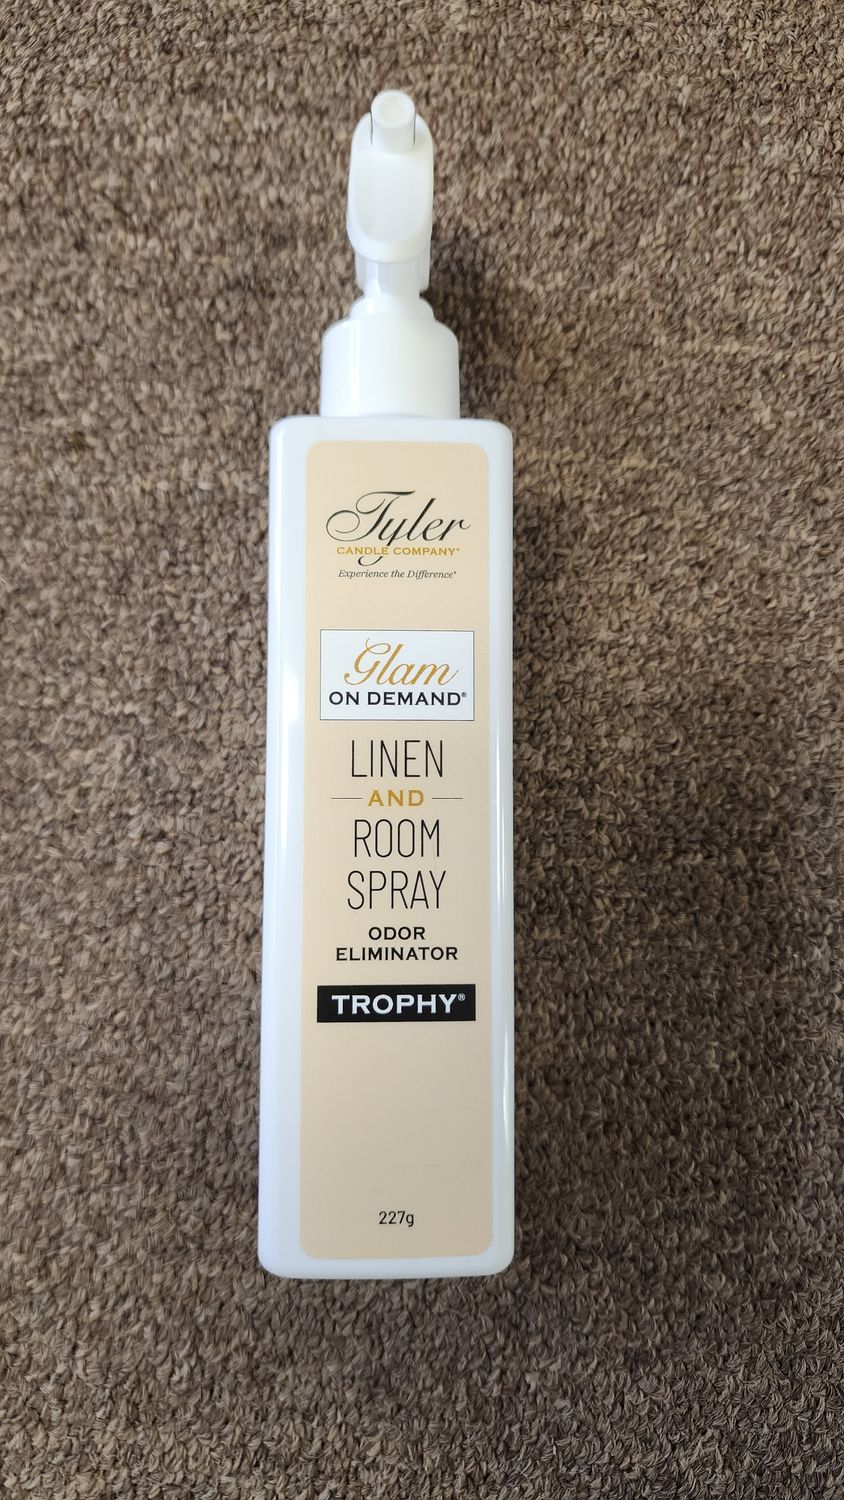 Tyler
CANDLE COMPANY®
Experience the Difference®
Glam
ON DEMAND®
LINEN
AND
ROOM
SPRAY
ODOR
ELIMINATOR
TROPHY®
227g